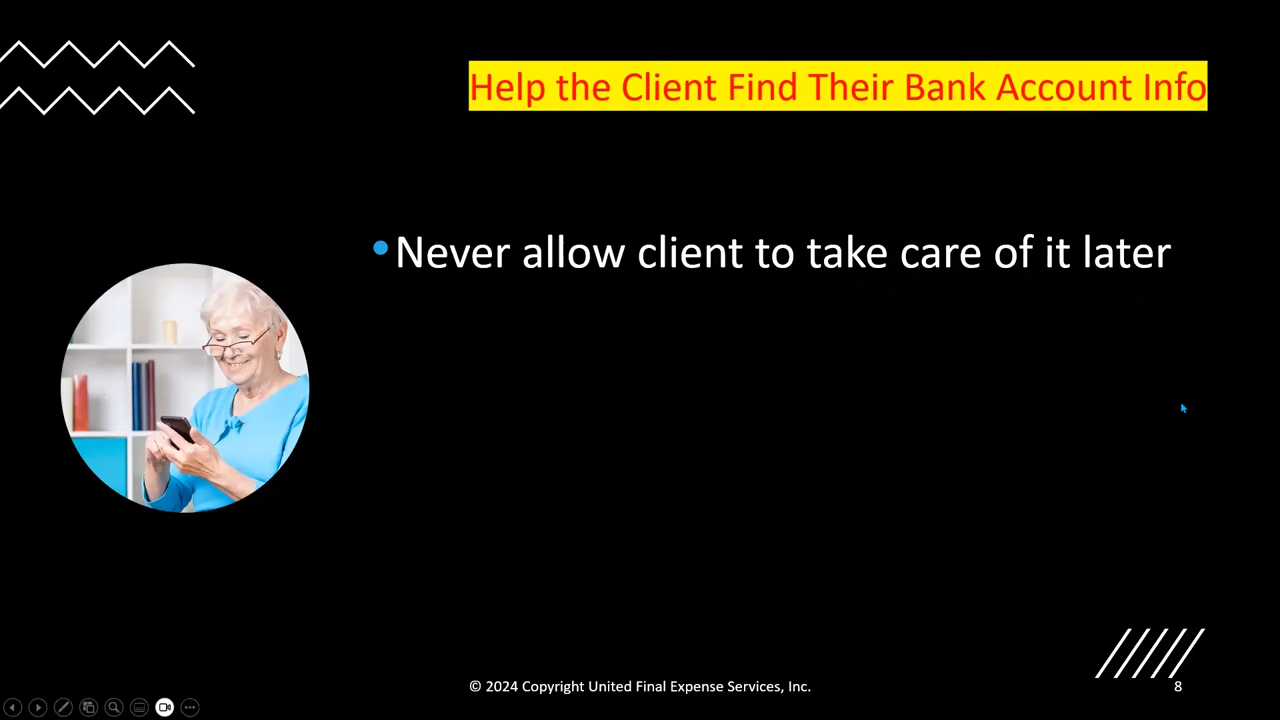 Help the Client Find Their Bank Account Info
• Never allow client to take care of it later
© 2024 Copyright United Final Expense Services, Inc.
8